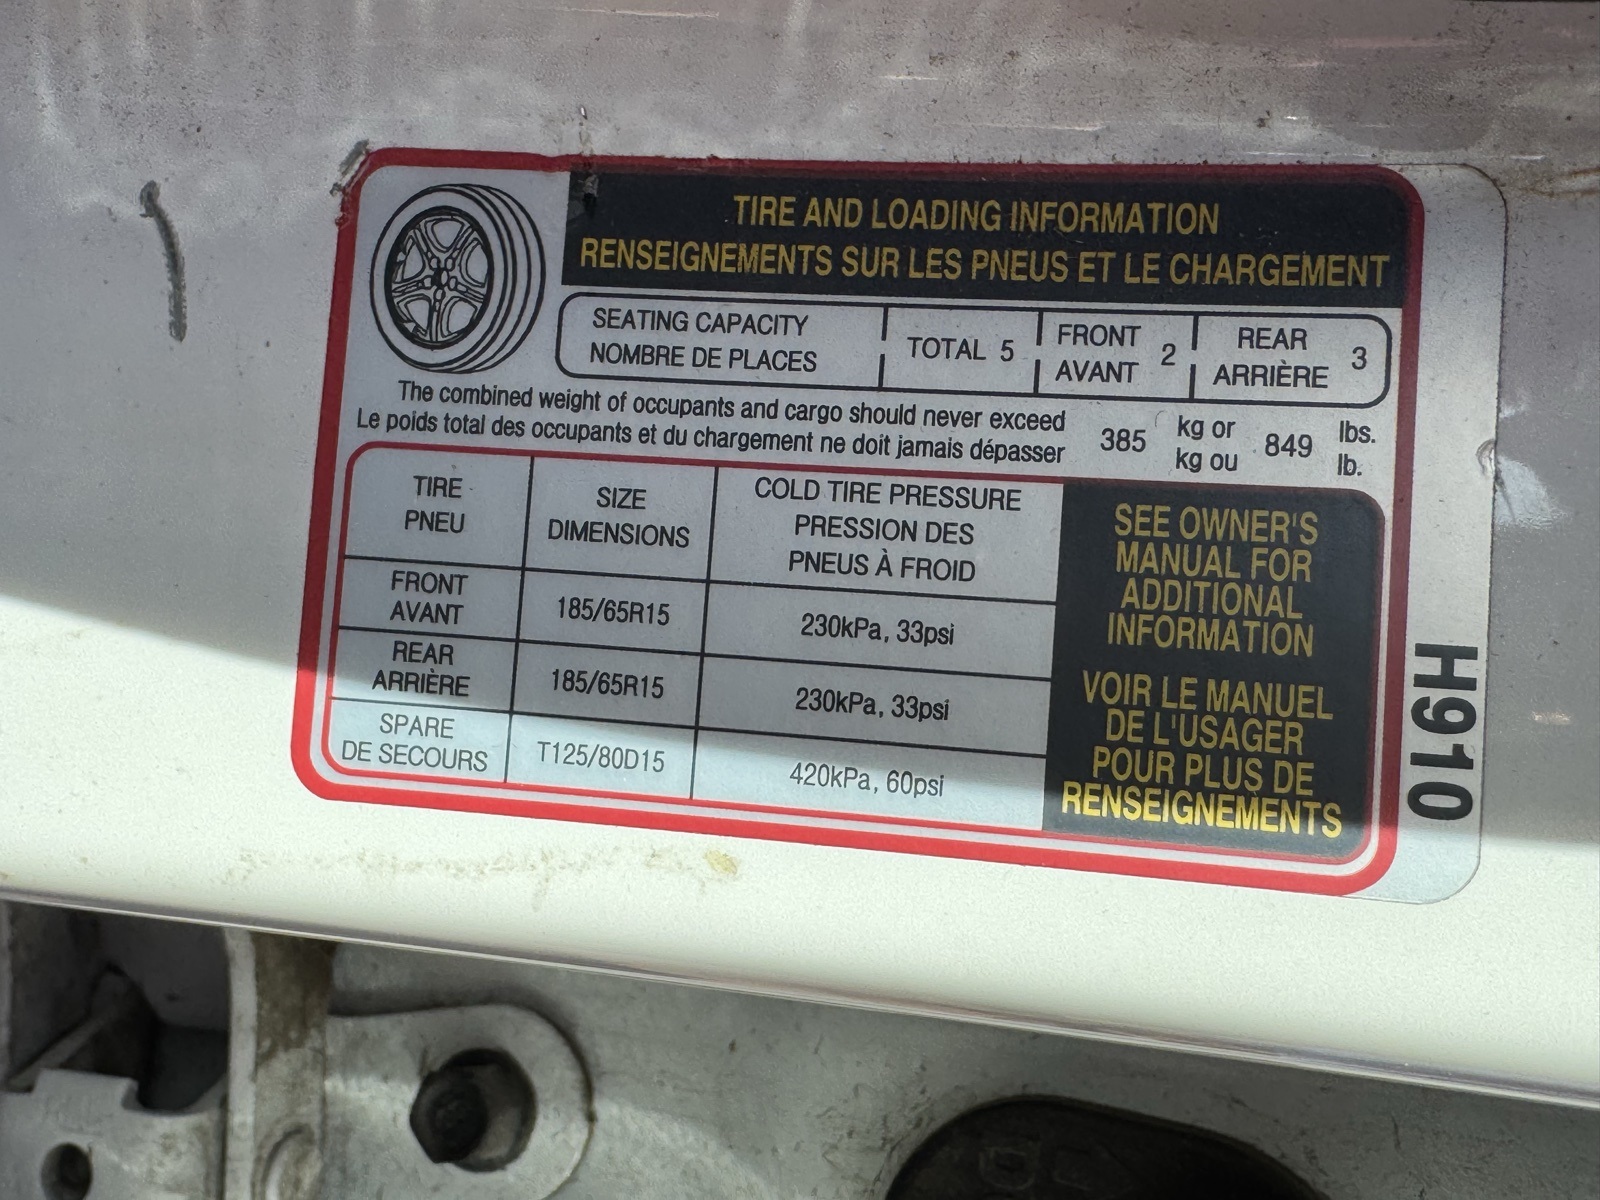 TIRE AND LOADING INFORMATION
RENSEIGNEMENTS SUR LES PNEUS ET LE CHARGEMENT
SEATING CAPACITY
NOMBRE DE PLACES
TOTAL 5
FRONT
AVANT 2
REAR
ARRIÈRE 3
The combined weight of occupants and cargo should never exceed
Le poids total des occupants et du chargement ne doit jamais dépasser
385
kg or
kg ou
849
lbs.
lb.
TIRE
PNEU
SIZE
DIMENSIONS
COLD TIRE PRESSURE
PRESSION DES
PNEUS À FROID
FRONT
AVANT
185/65R15
230kPa, 33psi
REAR
ARRIÈRE
185/65R15
230kPa, 33psi
SPARE
DE SECOURS
T125/80D15
420kPa, 60psi
SEE OWNER'S
MANUAL FOR
ADDITIONAL
INFORMATION
VOIR LE MANUEL
DE L'USAGER
POUR PLUS DE
RENSEIGNEMENTS
H910